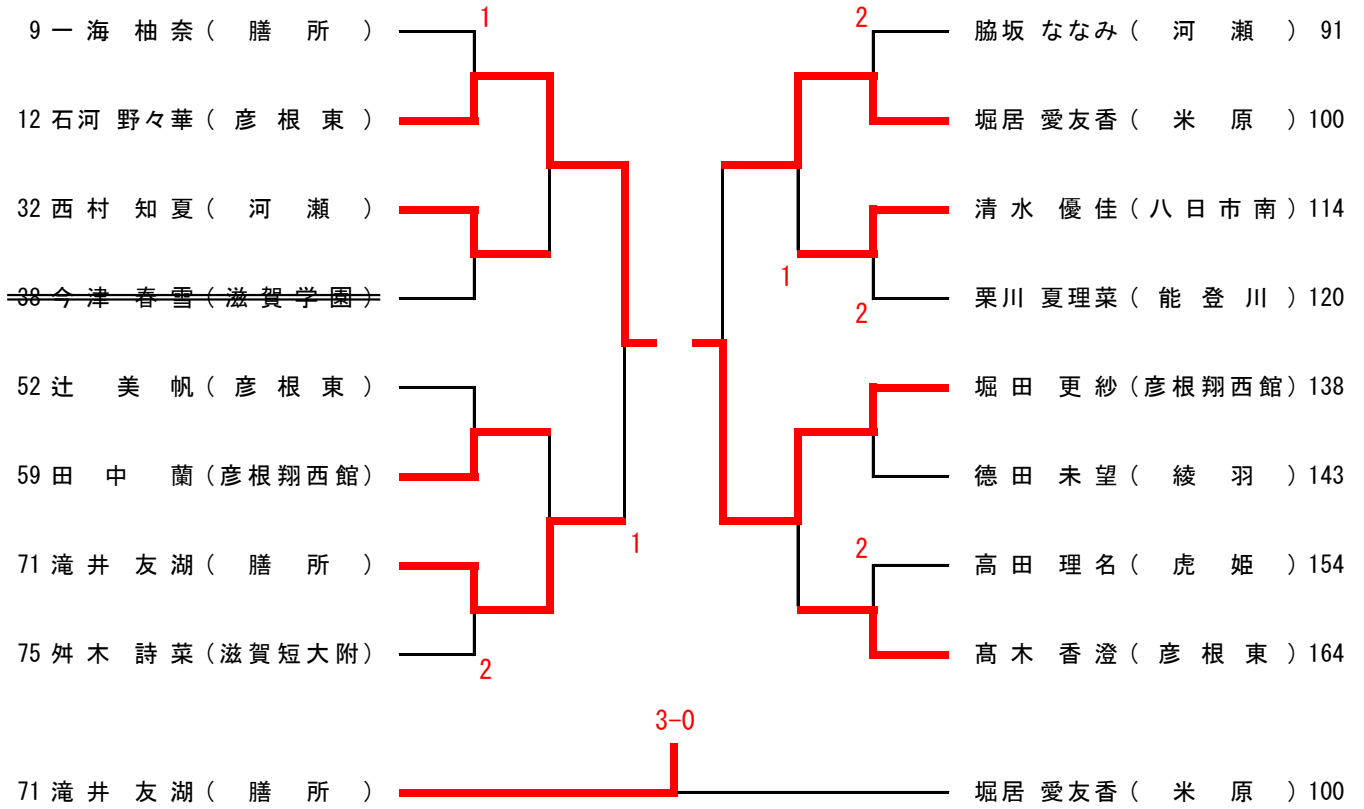 1 2
9 一 海 柚 奈 ( 膳 所 ) 脇坂 ななみ ( 河 瀬 ) 91
12 石河 野々華 ( 彦 根 東 ) 堀居 愛友香 ( 米 原 ) 100
32 西 村 知 夏 ( 河 瀬 ) 清 水 優 佳 ( 八 日 市 南 ) 114
1
38 今 津 春 雪 ( 滋 賀 学 園 ) 栗川 夏理菜 ( 能 登 川 ) 120
2
52 辻 美 帆 ( 彦 根 東 ) 堀 田 更 紗 (彦根翔西館) 138
59 田 中 蘭 (彦根翔西館) 德 田 未 望 ( 綾 羽 ) 143
1 2
71 滝 井 友 湖 ( 膳 所 ) 高 田 理 名 ( 虎 姫 ) 154
75 舛 木 詩 菜 (滋賀短大附) 髙 木 香 澄 ( 彦 根 東 ) 164
2
3-0
71 滝 井 友 湖 ( 膳 所 ) 堀居 愛友香 ( 米 原 ) 100